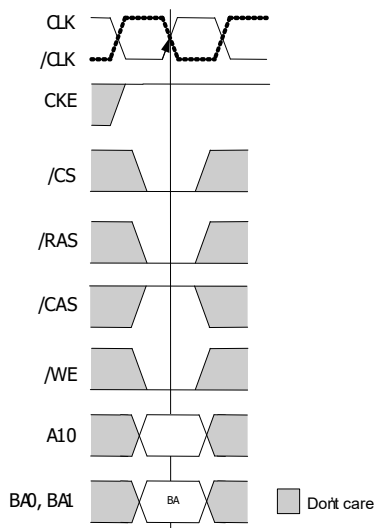 CLK
/CLK
CKE
/CS
/RAS
/CAS
/WE
A10
BA0, BA1
BA
Don't care